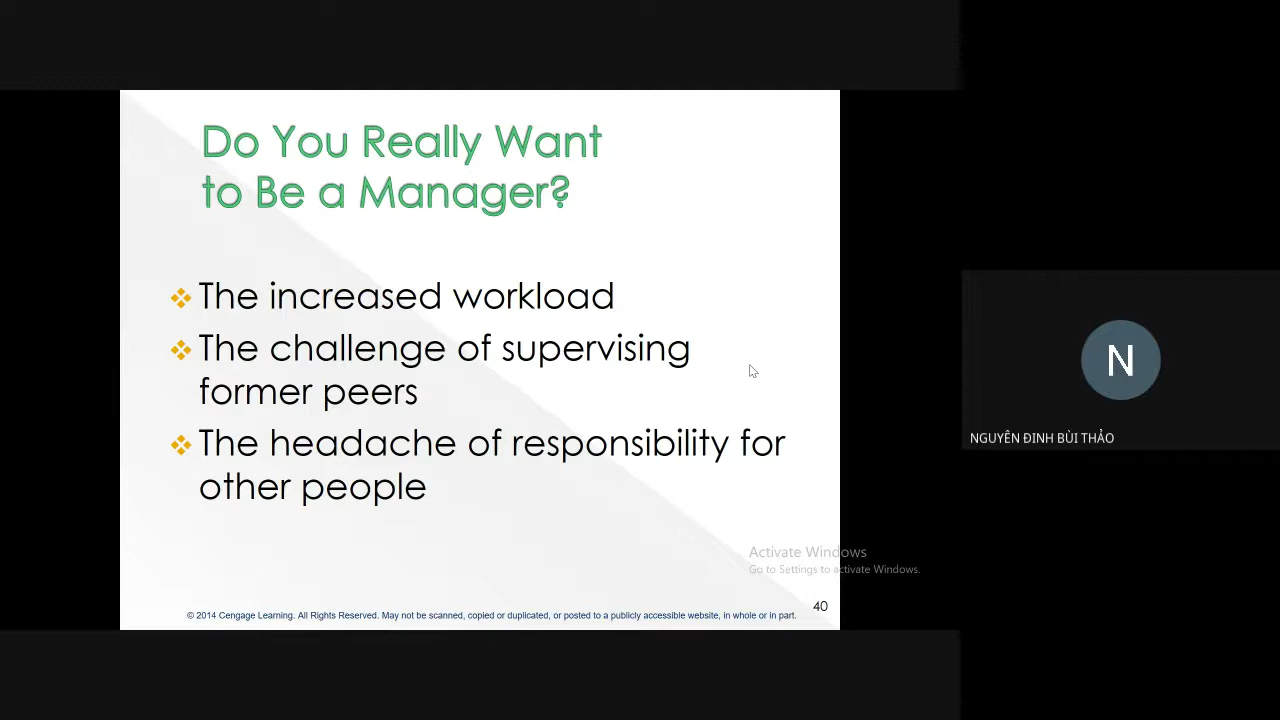 Do You Really Want
to Be a Manager?
The increased workload
The challenge of supervising
former peers
The headache of responsibility for
other people
N
NGUYÊN ĐINH BÙI THẢO
Activate Windows
Go to Settings to activate Windows.
© 2014 Cengage Learning. All Rights Reserved. May not be scanned, copied or duplicated, or posted to a publicly accessible website, in whole or in part.
40